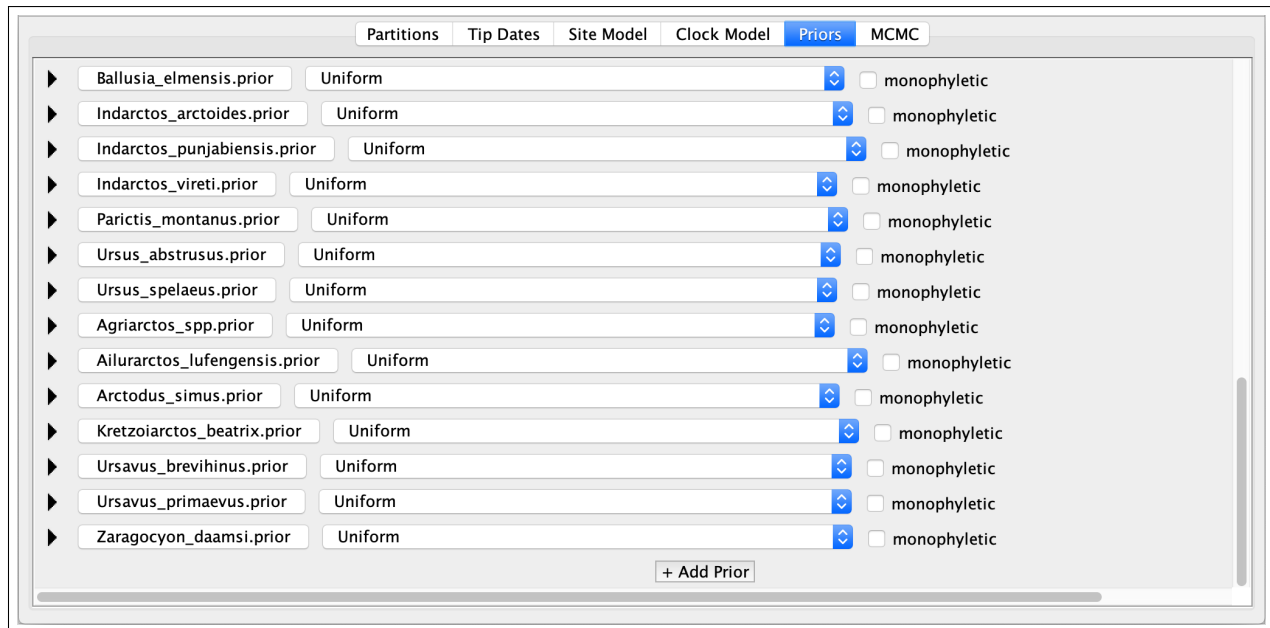 Partitions Tip Dates Site Model Clock Model Priors MCMC
Ballusia_elmensis.prior Uniform monophyletic
Indarctos_arctoides.prior Uniform monophyletic
Indarctos_punjabiensis.prior Uniform monophyletic
Indarctos_vireti.prior Uniform monophyletic
Parictis_montanus.prior Uniform monophyletic
Ursus_abstrusus.prior Uniform monophyletic
Ursus_spelaeus.prior Uniform monophyletic
Agriarctos_spp.prior Uniform monophyletic
Ailurarctos_lufengensis.prior Uniform monophyletic
Arctodus_simus.prior Uniform monophyletic
Kretzoiarctos_beatrix.prior Uniform monophyletic
Ursavus_brevihinus.prior Uniform monophyletic
Ursavus_primaevus.prior Uniform monophyletic
Zaragocyon_daamsi.prior Uniform monophyletic
+ Add Prior